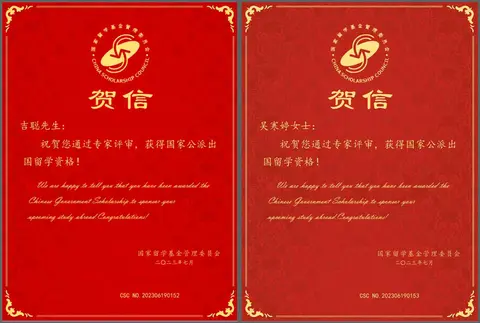 国家留学基金管理委员会
CHINA SCHOLARSHIP COUNCIL
贺信
吉聪先生：
祝贺您通过专家评审，获得国家公派出
国留学资格！
We are happy to tell you that you have been awarded the
Chinese Government Scholarship to sponsor your
upcoming study abroad Congratulations!
国家留学基金管理委员会
二〇二三年七月
CSC NO.202306190152
国家留学基金管理委员会
CHINA SCHOLARSHIP COUNCIL
贺信
吴寒婷女士：
祝贺您通过专家评审，获得国家公派出
国留学资格！
We are happy to tell you that you have been awarded the
Chinese Government Scholarship to sponsor your
upcoming study abroad Congratulations!
国家留学基金管理委员会
二〇二三年七月
CSC NO.202306190153